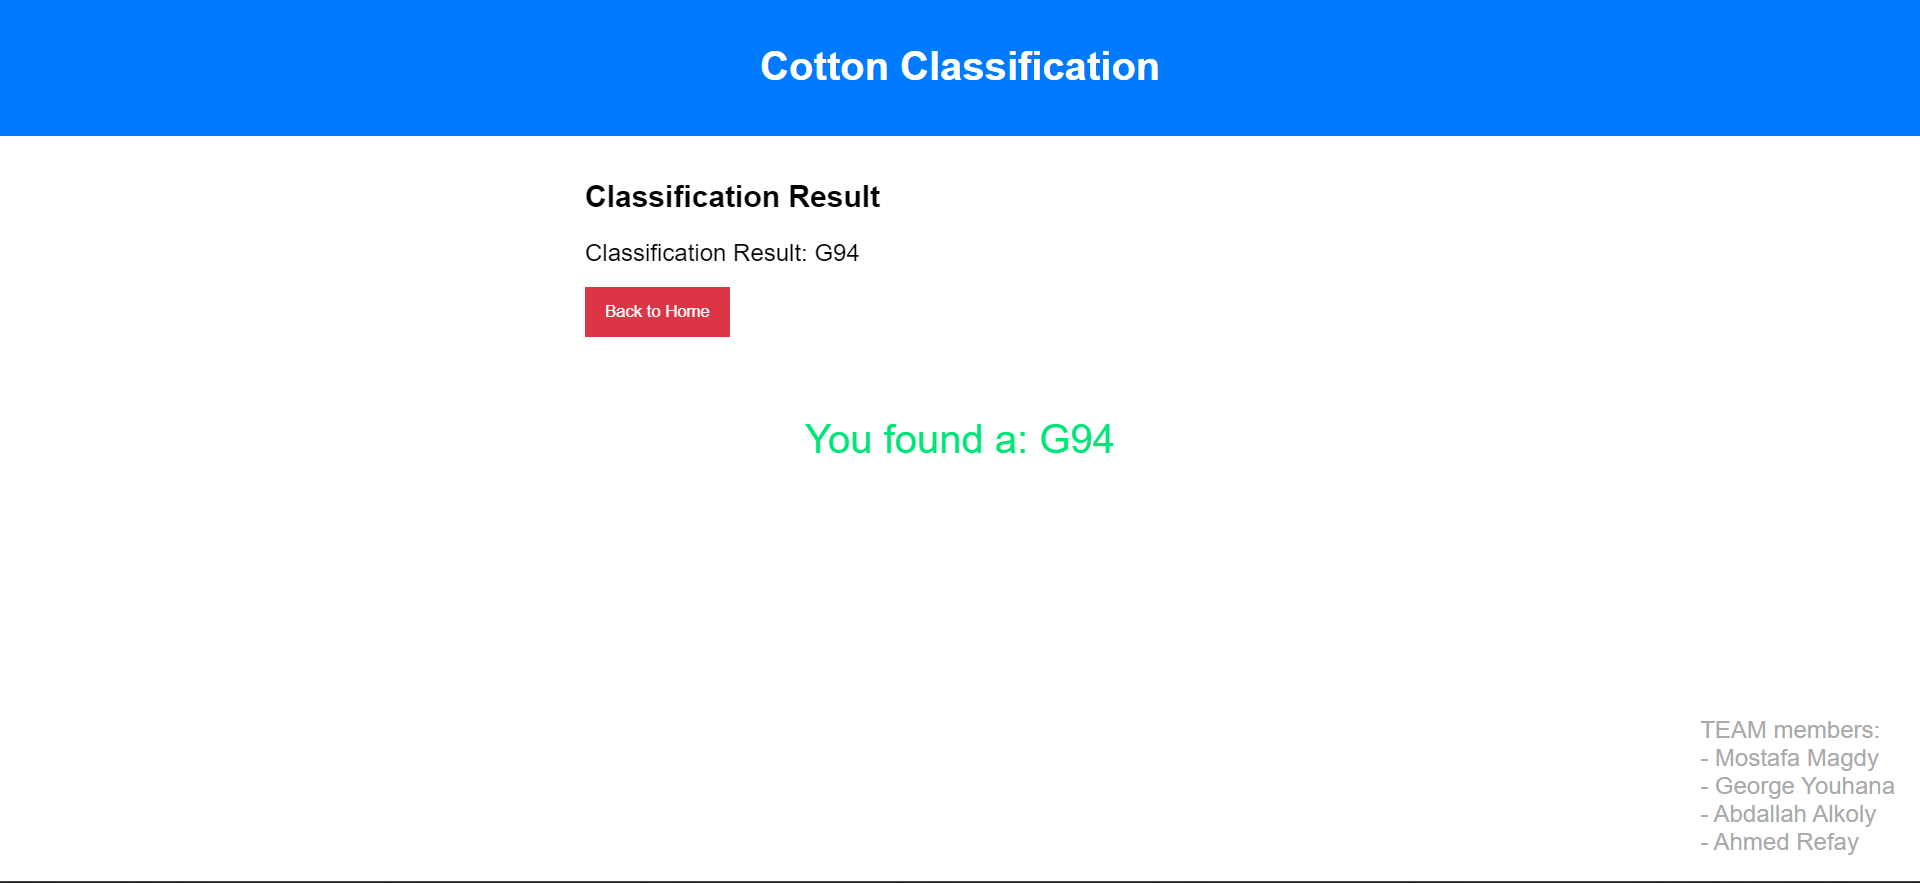 Cotton Classification
Classification Result
Classification Result: G94
Back to Home
You found a: G94
TEAM members:
- Mostafa Magdy
- George Youhana
- Abdallah Alkoly
- Ahmed Refay